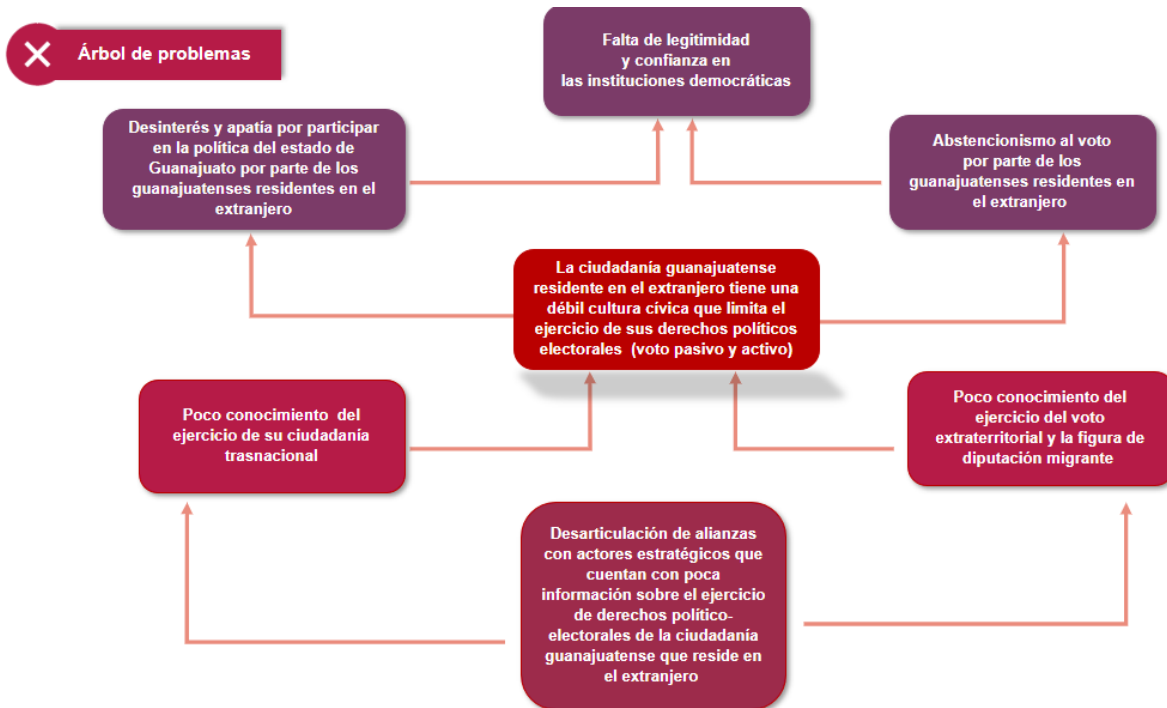 Árbol de problemas
Falta de legitimidad
y confianza en
las instituciones democráticas
Desinterés y apatía por participar
en la política del estado de
Guanajuato por parte de los
guanajuatenses residentes en el
extranjero
Abstencionismo al voto
por parte de los
guanajuatenses residentes en
el extranjero
La ciudadanía guanajuatense
residente en el extranjero tiene una
débil cultura cívica que limita el
ejercicio de sus derechos políticos
electorales (voto pasivo y activo)
Poco conocimiento del
ejercicio de su ciudadanía
trasnacional
Poco conocimiento del
ejercicio del voto
extraterritorial y la figura de
diputación migrante
Desarticulación de alianzas
con actores estratégicos que
cuentan con poca
información sobre el ejercicio
de derechos político-
electorales de la ciudadanía
guanajuatense que reside en
el extranjero